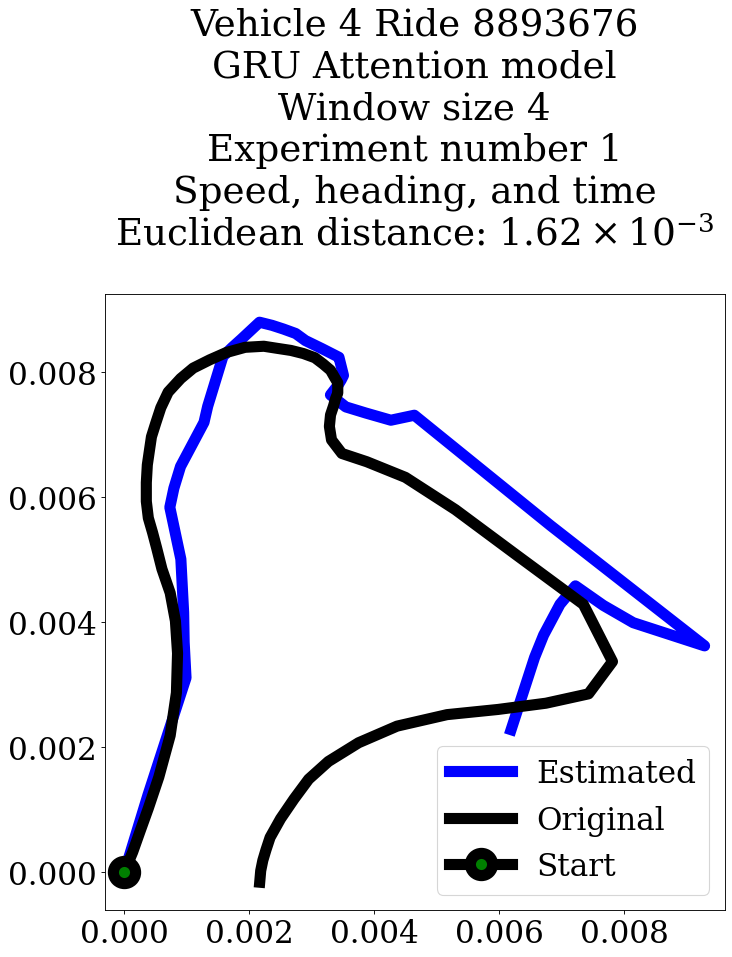 Vehicle 4 Ride 8893676
GRU Attention model
Window size 4
Experiment number 1
Speed, heading, and time
Euclidean distance: 1.62 × 10⁻³
0.008
0.006
0.004
0.002
0.000
Estimated
Original
Start
0.000 0.002 0.004 0.006 0.008